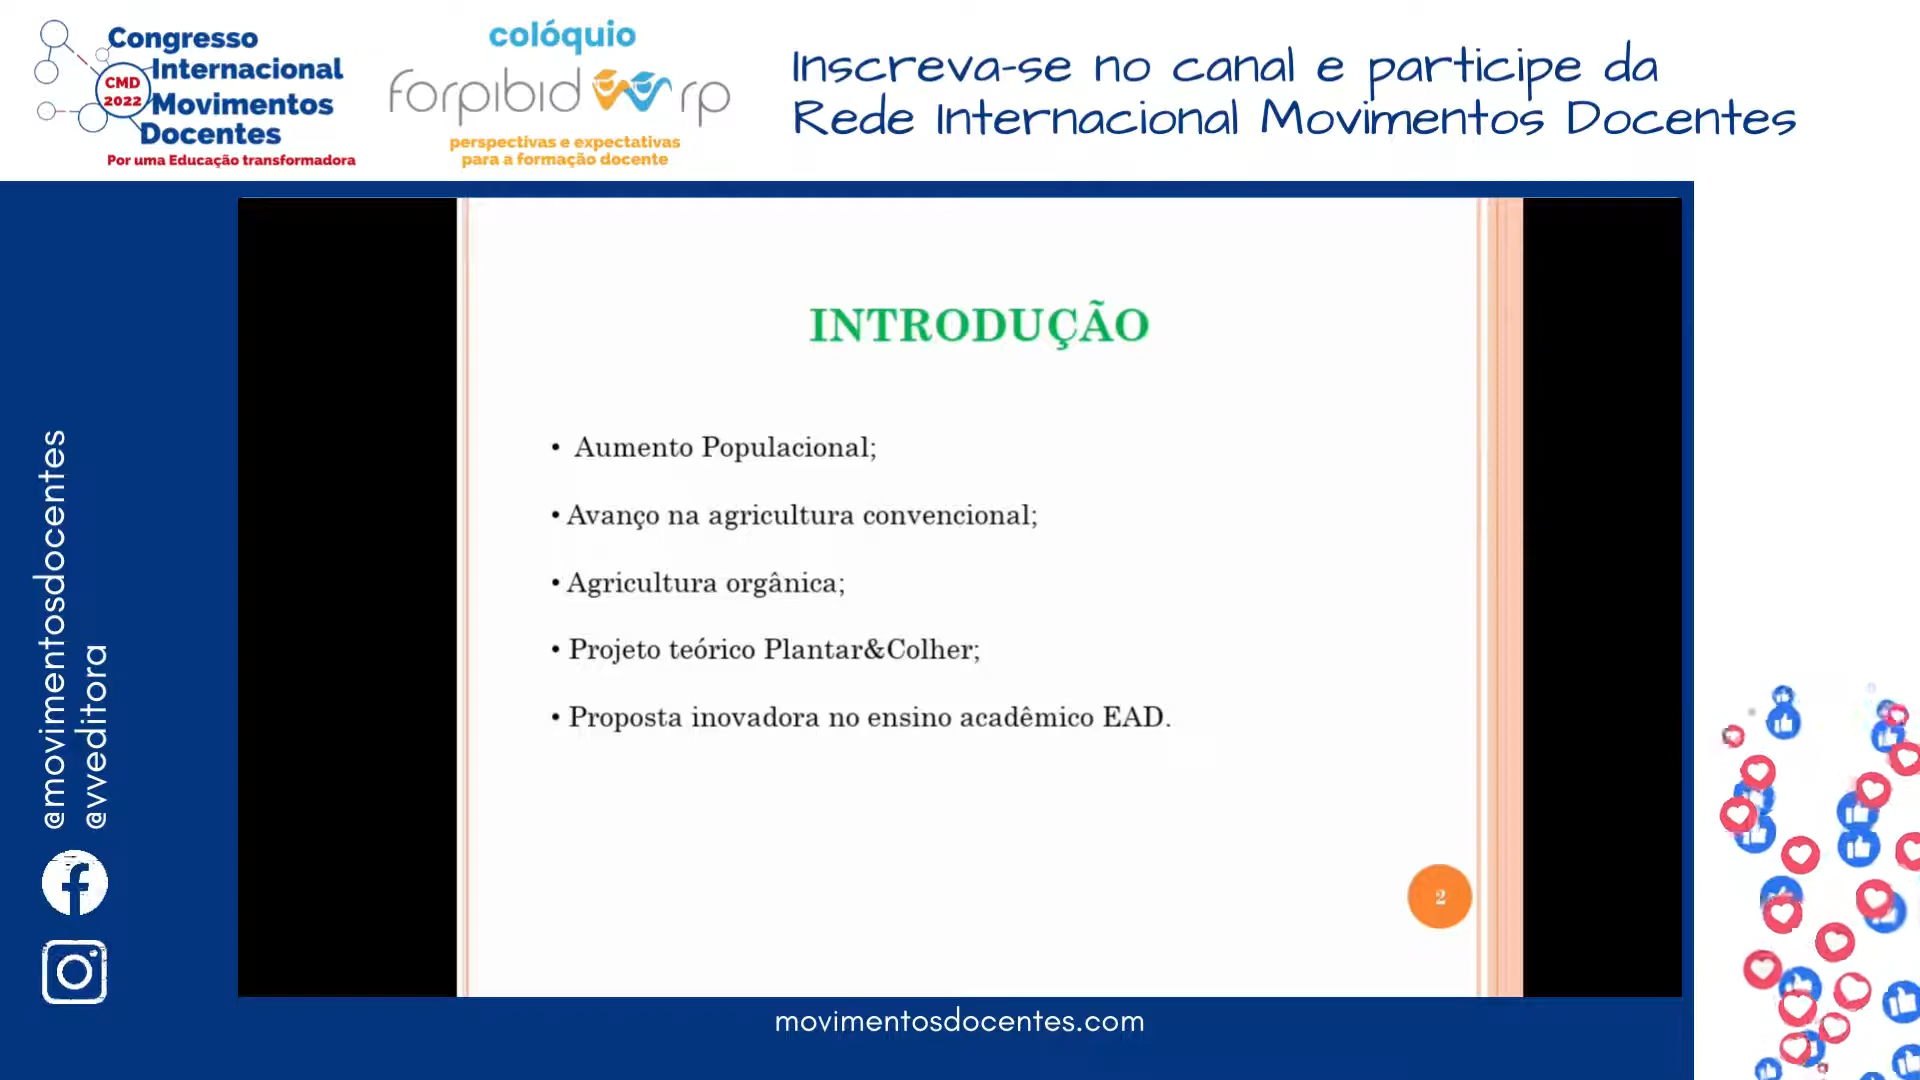 Congresso
Internacional
CMD
2022
Movimentos
Docentes
Por uma Educação transformadora
colóquio
forpibid rp
perspectivas e expectativas
para a formação docente
Inscreva-se no canal e participe da
Rede Internacional Movimentos Docentes
@movimentosdocentes
@vveditora
INTRODUÇÃO
• Aumento Populacional;
• Avanço na agricultura convencional;
• Agricultura orgânica;
• Projeto teórico Plantar&Colher;
• Proposta inovadora no ensino acadêmico EAD.
2
movimentosdocentes.com